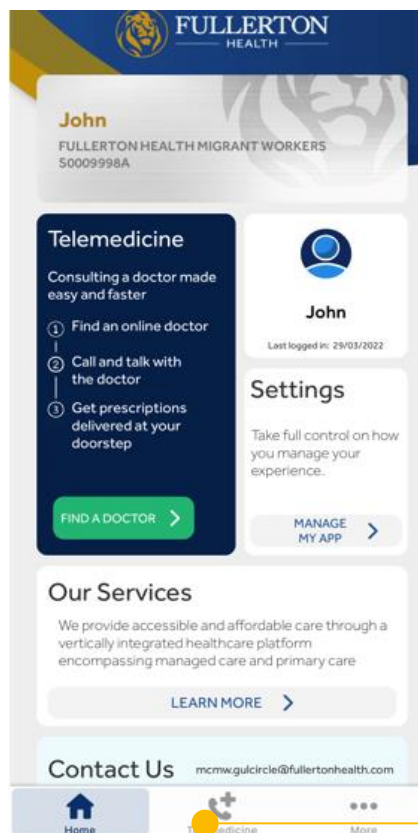 FULLERTON
HEALTH
John
FULLERTON HEALTH MIGRANT WORKERS
S0009998A
Telemedicine
Consulting a doctor made
easy and faster
1 Find an online doctor
2 Call and talk with
the doctor
3 Get prescriptions
delivered at your
doorstep
FIND A DOCTOR
John
Last logged in: 29/03/2022
Settings
Take full control on how
you manage your
experience.
MANAGE
MY APP
Our Services
We provide accessible and affordable care through a
vertically integrated healthcare platform
encompassing managed care and primary care
LEARN MORE
Contact Us mcmw.gulcircle@fullertonhealth.com
Home
More